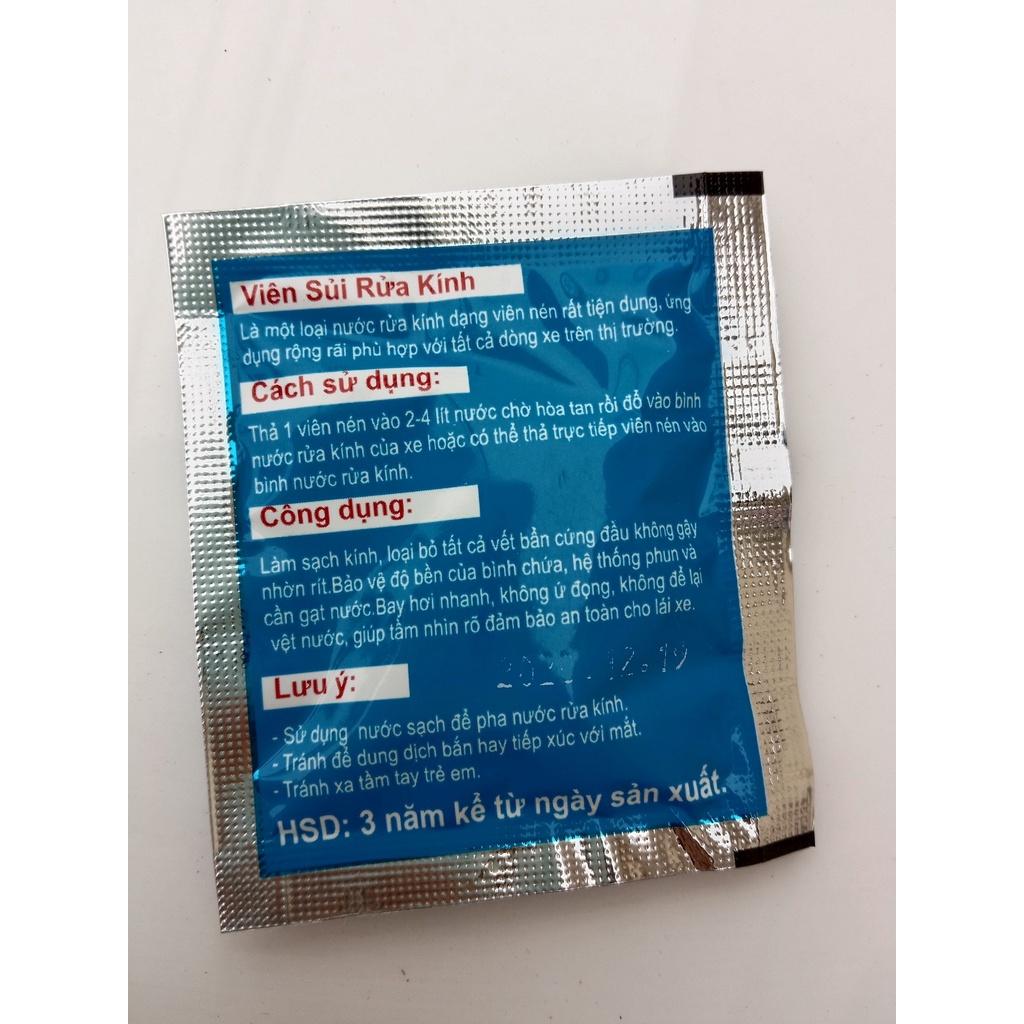 Viên Sủi Rửa Kính
Là một loại nước rửa kính dạng viên nén rất tiện dụng, ứng
dụng rộng rãi phù hợp với tất cả dòng xe trên thị trường.
Cách sử dụng:
Thả 1 viên nén vào 2-4 lít nước chờ hòa tan rồi đổ vào bình
nước rửa kính của xe hoặc có thể thả trực tiếp viên nén vào
bình nước rửa kính.
Công dụng:
Làm sạch kính, loại bỏ tất cả vết bẩn cứng đầu không gây
nhờn rít.Bảo vệ độ bền của bình chứa, hệ thống phun và
cần gạt nước.Bay hơi nhanh, không ứ đọng, không để lại
vệt nước, giúp tầm nhìn rõ đảm bảo an toàn cho lái xe.
12.19
Lưu ý:
- Sử dụng nước sạch để pha nước rửa kính.
- Tránh để dung dịch bắn hay tiếp xúc với mắt.
- Tránh xa tầm tay trẻ em.
HSD: 3 năm kể từ ngày sản xuất.